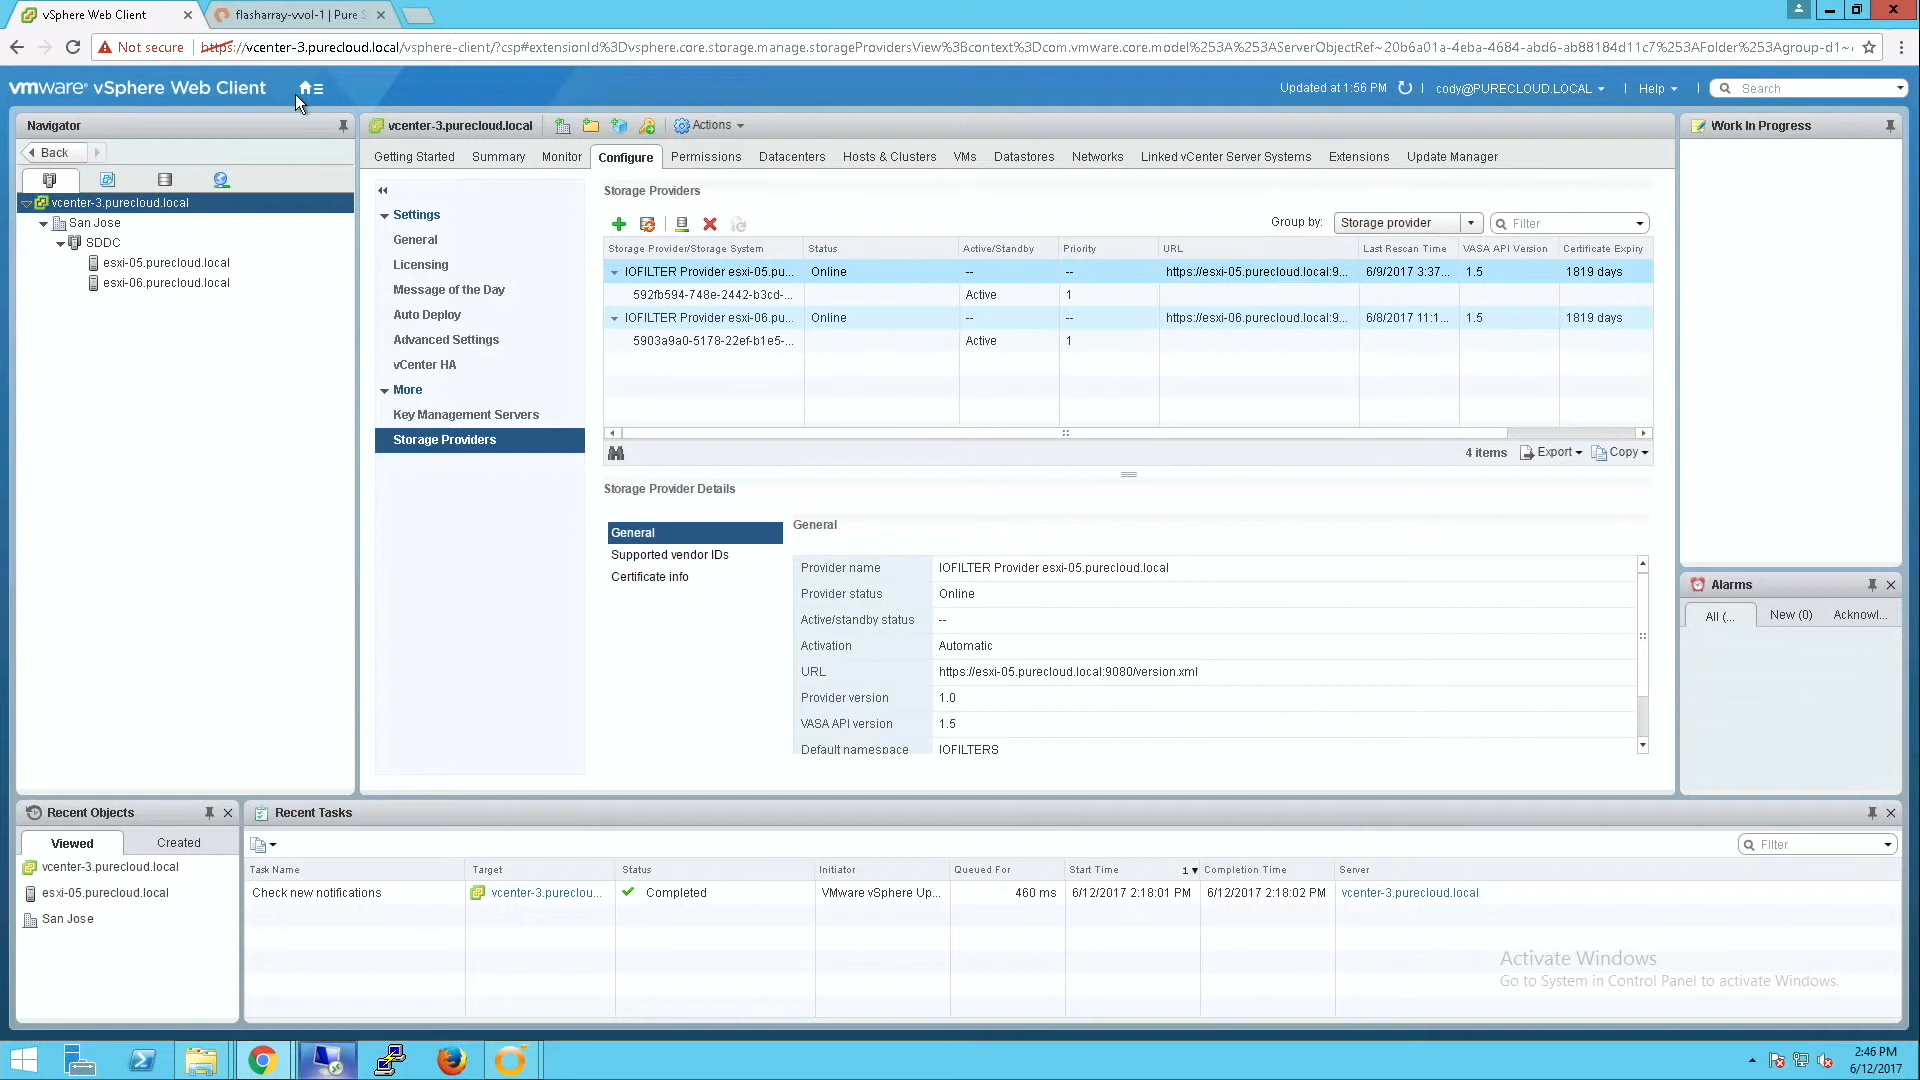 vSphere Web Client
flasharray-vvol-1 | Pure
Not secure
https://vcenter-3.purecloud.local/vsphere-client/?csp#extensionId%3Dvsphere.core.storage.manage.storageProvidersView%3Bcontext%3Dcom.vmware.core.model%253A%253AServerObjectRef~20b6a01a-4eba-4684-abd6-ab88184d11c7%253AFolder%253Agroup-d1~
vmware® vSphere Web Client
Updated at 1:56 PM
cody@PURECLOUD.LOCAL
Help
Search
Navigator
Back
vcenter-3.purecloud.local
San Jose
SDDC
esxi-05.purecloud.local
esxi-06.purecloud.local
vcenter-3.purecloud.local
Actions
Getting Started Summary Monitor Configure Permissions Datacenters Hosts & Clusters VMs Datastores Networks Linked vCenter Server Systems Extensions Update Manager
Settings
General
Licensing
Message of the Day
Auto Deploy
Advanced Settings
vCenter HA
More
Key Management Servers
Storage Providers
Storage Providers
Group by: Storage provider
Filter
Storage Provider/Storage System Status Active/Standby Priority URL Last Rescan Time VASA API Version Certificate Expiry
IOFILTER Provider esxi-05.pu... Online -- -- https://esxi-05.purecloud.local:9... 6/9/2017 3:37... 1.5 1819 days
592fb594-748e-2442-b3cd-... Active 1
IOFILTER Provider esxi-06.pu... Online -- -- https://esxi-06.purecloud.local:9... 6/8/2017 11:1... 1.5 1819 days
5903a9a0-5178-22ef-b1e5-... Active 1
4 items Export Copy
Storage Provider Details
General
Supported vendor IDs
Certificate info
General
Provider name IOFILTER Provider esxi-05.purecloud.local
Provider status Online
Active/standby status --
Activation Automatic
URL https://esxi-05.purecloud.local:9080/version.xml
Provider version 1.0
VASA API version 1.5
Default namespace IOFILTERS
Work In Progress
Alarms
All (... New (0) Acknowl...
Recent Objects
Viewed Created
vcenter-3.purecloud.local
esxi-05.purecloud.local
San Jose
Recent Tasks
Filter
Task Name Target Status Initiator Queued For Start Time 1 Completion Time Server
Check new notifications vcenter-3.pureclou... Completed VMware vSphere Up... 460 ms 6/12/2017 2:18:01 PM 6/12/2017 2:18:02 PM vcenter-3.purecloud.local
Activate Windows
Go to System in Control Panel to activate Windows.
2:46 PM
6/12/2017